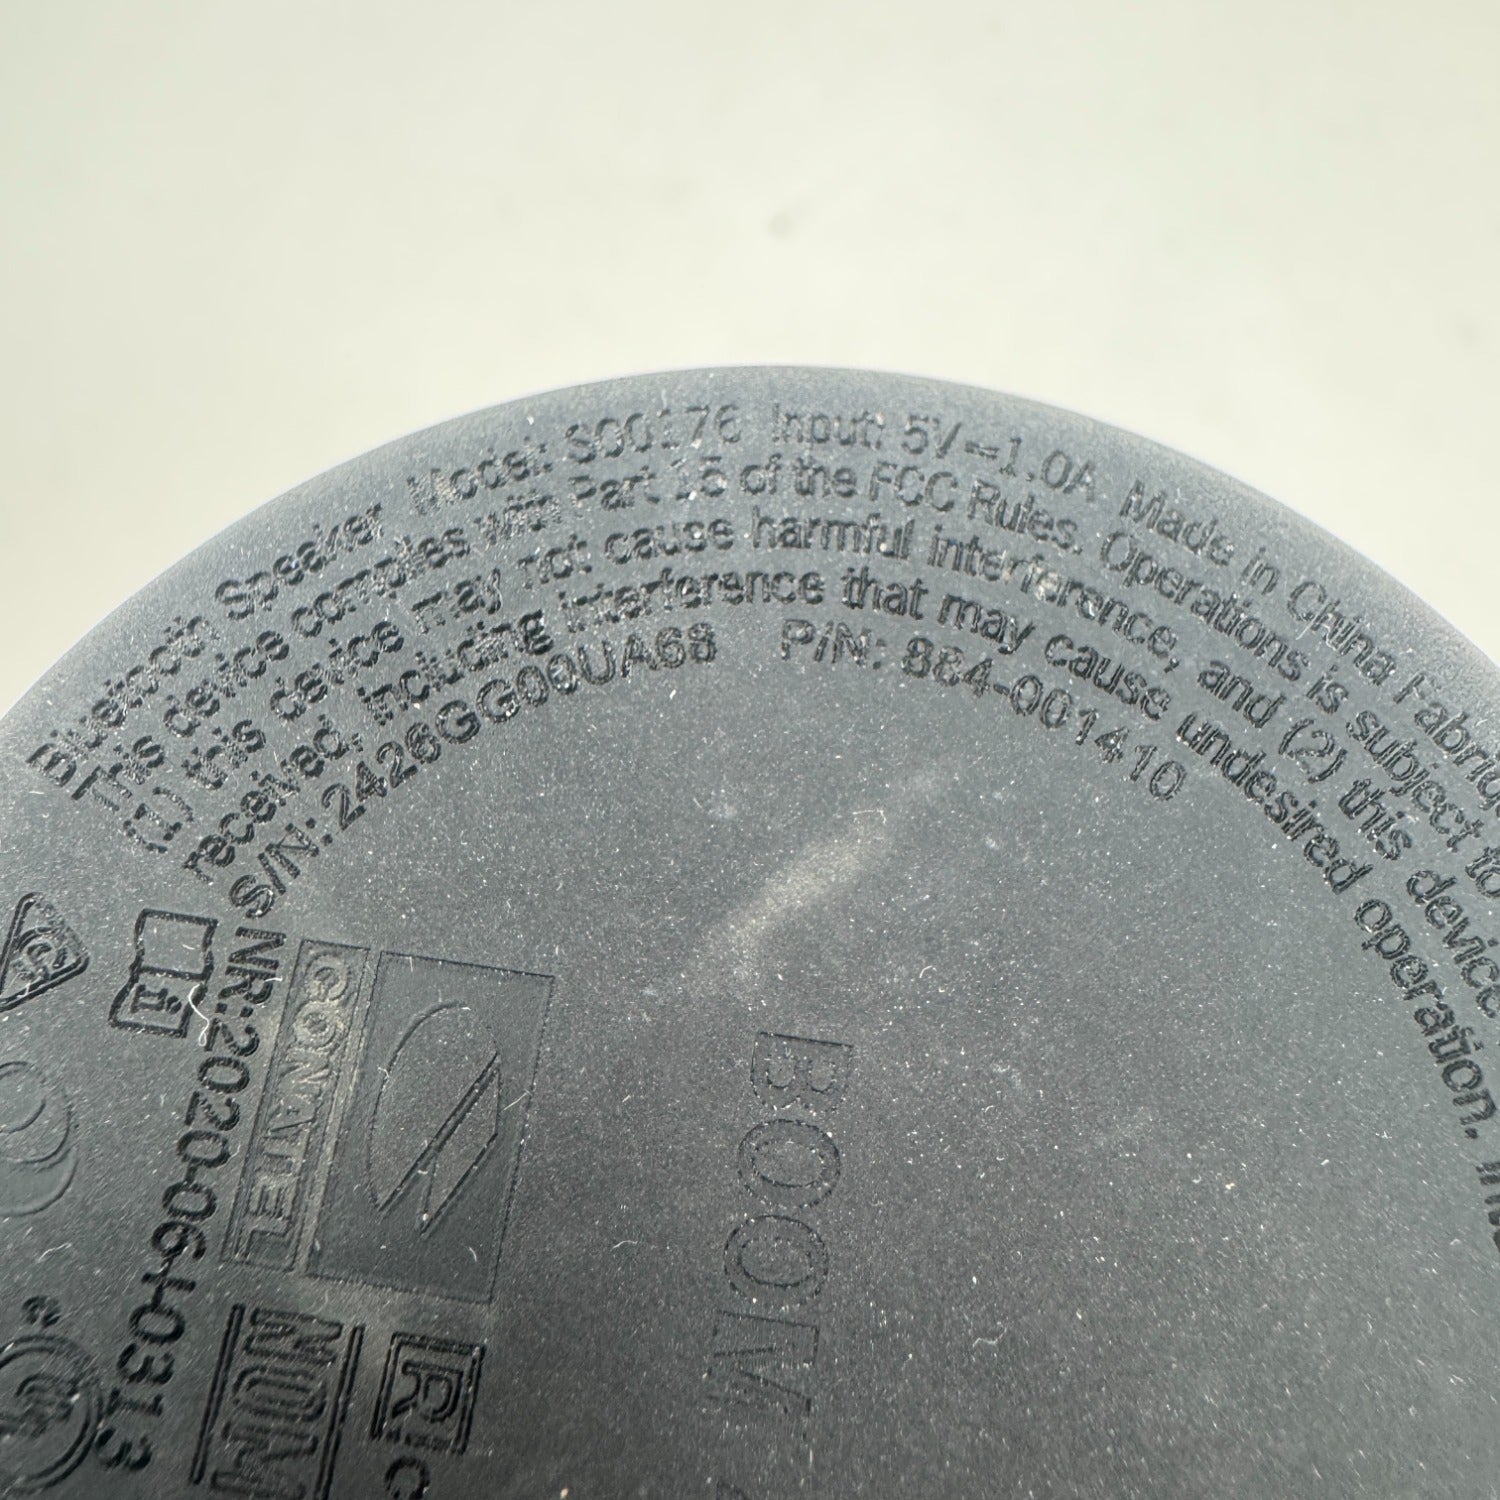 Bluetooth Speaker Model: S00176 Input: 5V⎓1.0A Made in China
This device complies with Part 15 of the FCC Rules. Operations is subject to
(1) this device may not cause harmful interference, and (2) this device
received, including interference that may cause undesired operation.
S/N: 2426GG00UA68 P/N: 884-001410
NR:2020-06-I-0313
CONATEL
NOM
R
BOOM